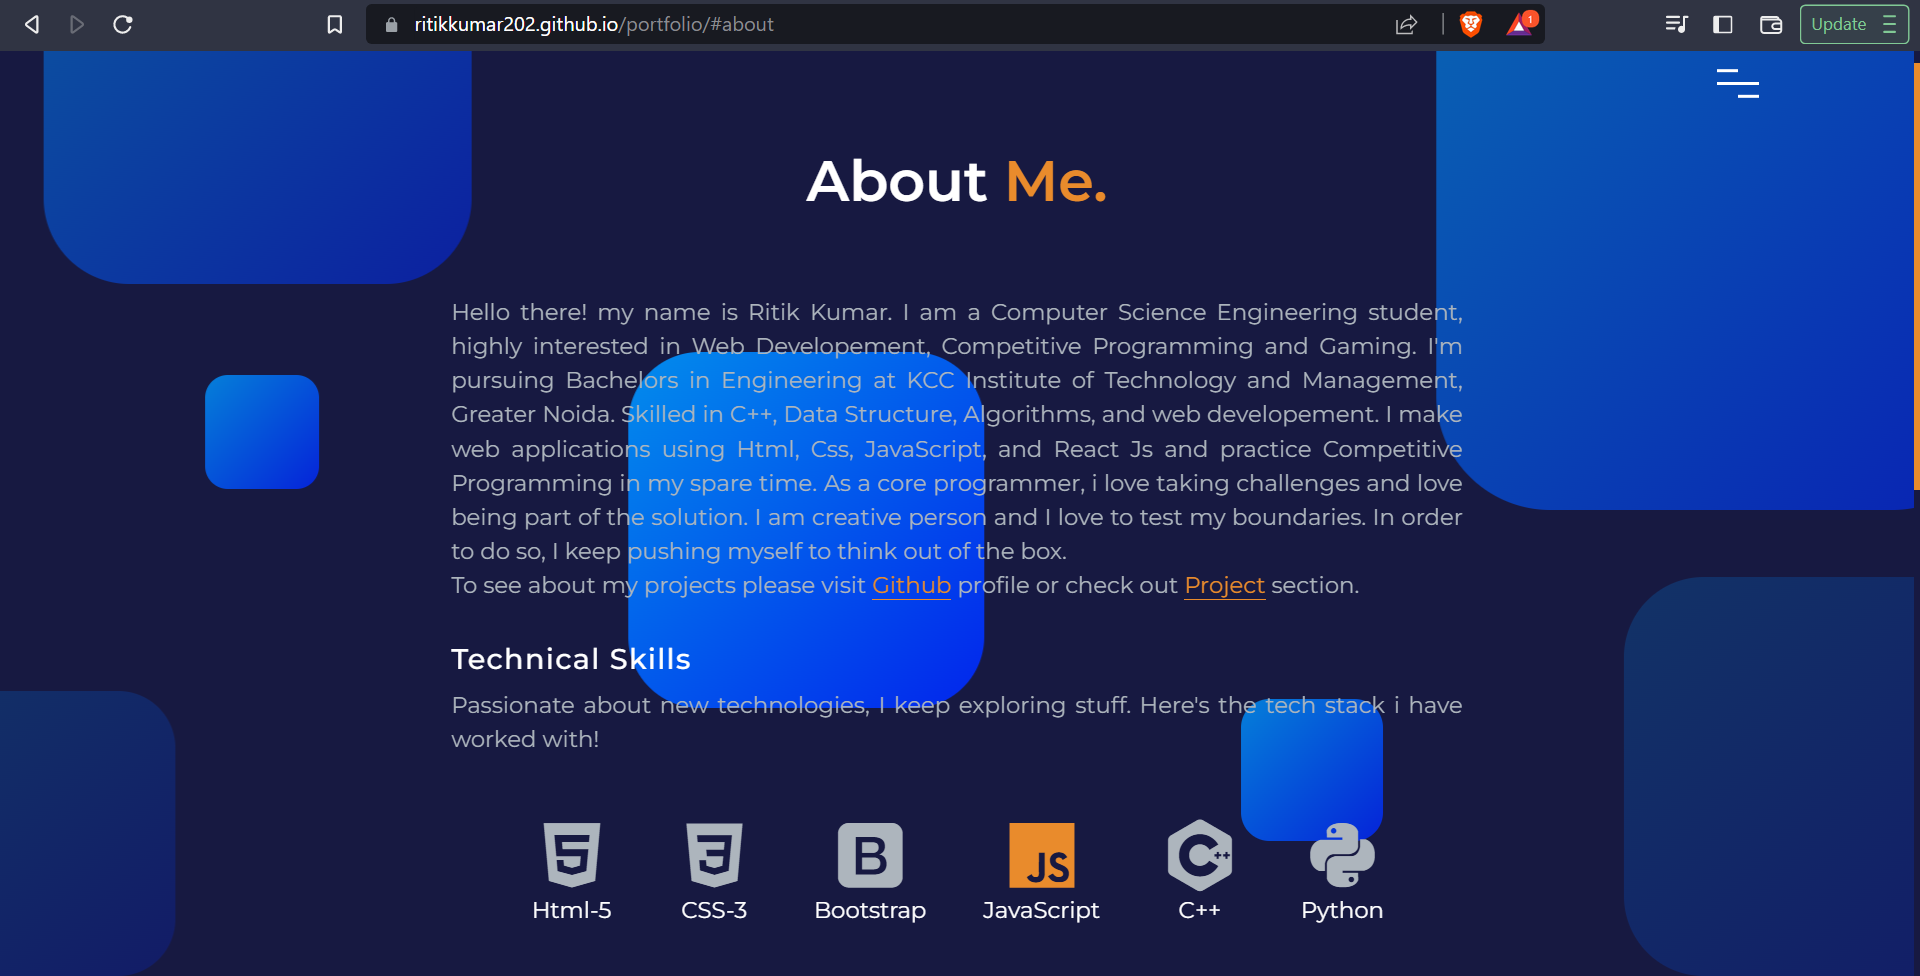 ritikkumar202.github.io/portfolio/#about
1
Update
About Me.
Hello there! my name is Ritik Kumar. I am a Computer Science Engineering student,
highly interested in Web Developement, Competitive Programming and Gaming. I'm
pursuing Bachelors in Engineering at KCC Institute of Technology and Management,
Greater Noida. Skilled in C++, Data Structure, Algorithms, and web developement. I make
web applications using Html, Css, JavaScript, and React Js and practice Competitive
Programming in my spare time. As a core programmer, i love taking challenges and love
being part of the solution. I am creative person and I love to test my boundaries. In order
to do so, I keep pushing myself to think out of the box.
To see about my projects please visit Github profile or check out Project section.
Technical Skills
Passionate about new technologies, I keep exploring stuff. Here's the tech stack i have
worked with!
5 3 B JS C++
Html-5 CSS-3 Bootstrap JavaScript C++ Python